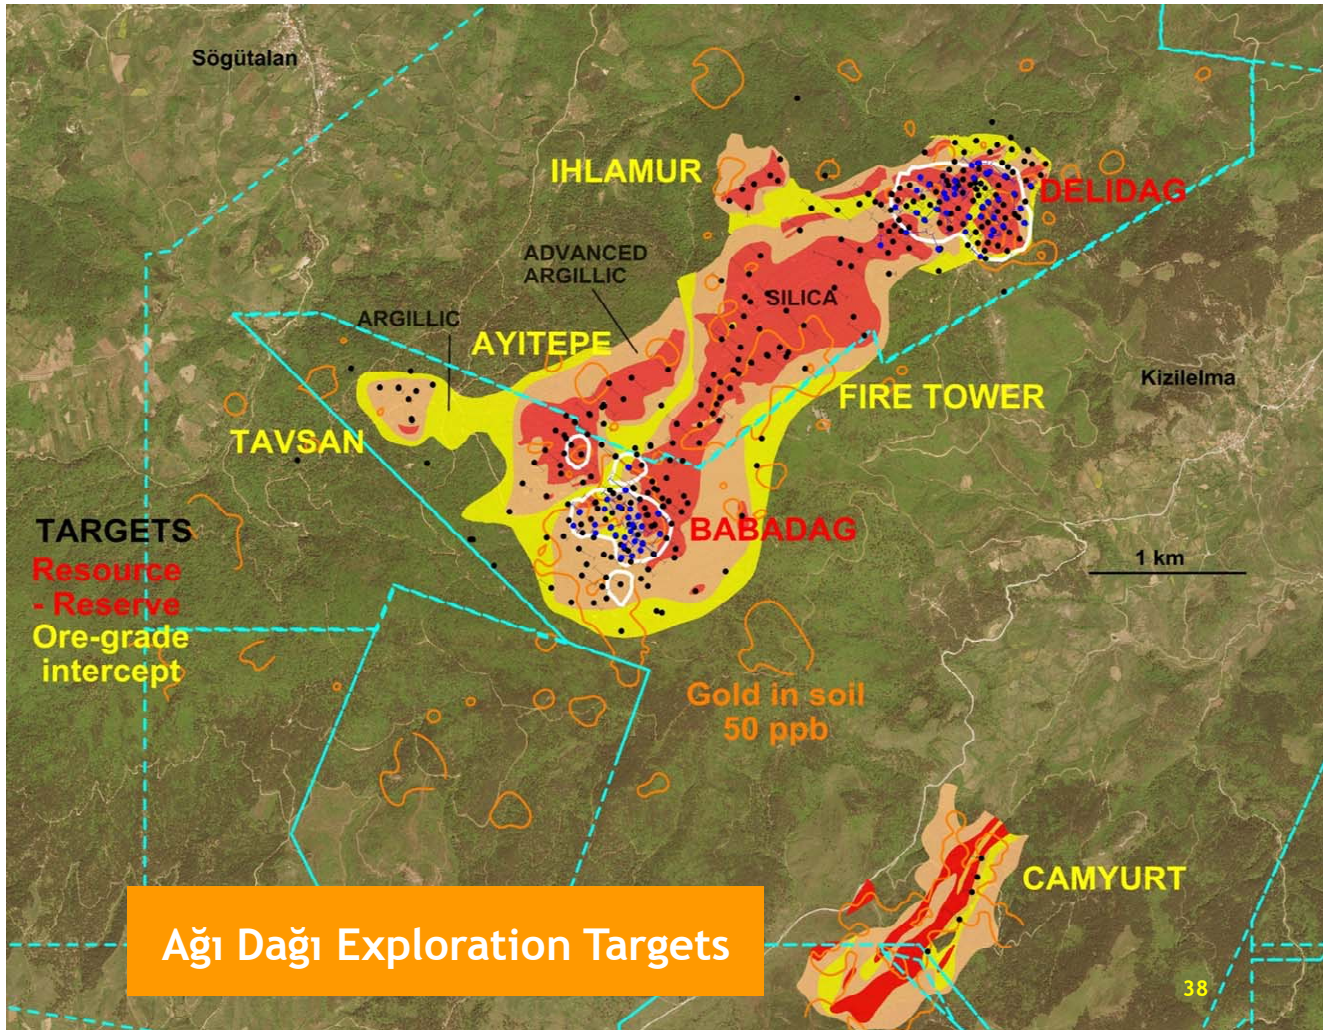 Sögütalan
IHLAMUR
DELIDAG
ADVANCED
ARGILLIC
SILICA
ARGILLIC
AYITEPE
Kizilelma
FIRE TOWER
TAVSAN
TARGETS
Resource
- Reserve
Ore-grade
intercept
BABADAG
1 km
Gold in soil
50 ppb
CAMYURT
Ağı Dağı Exploration Targets
38